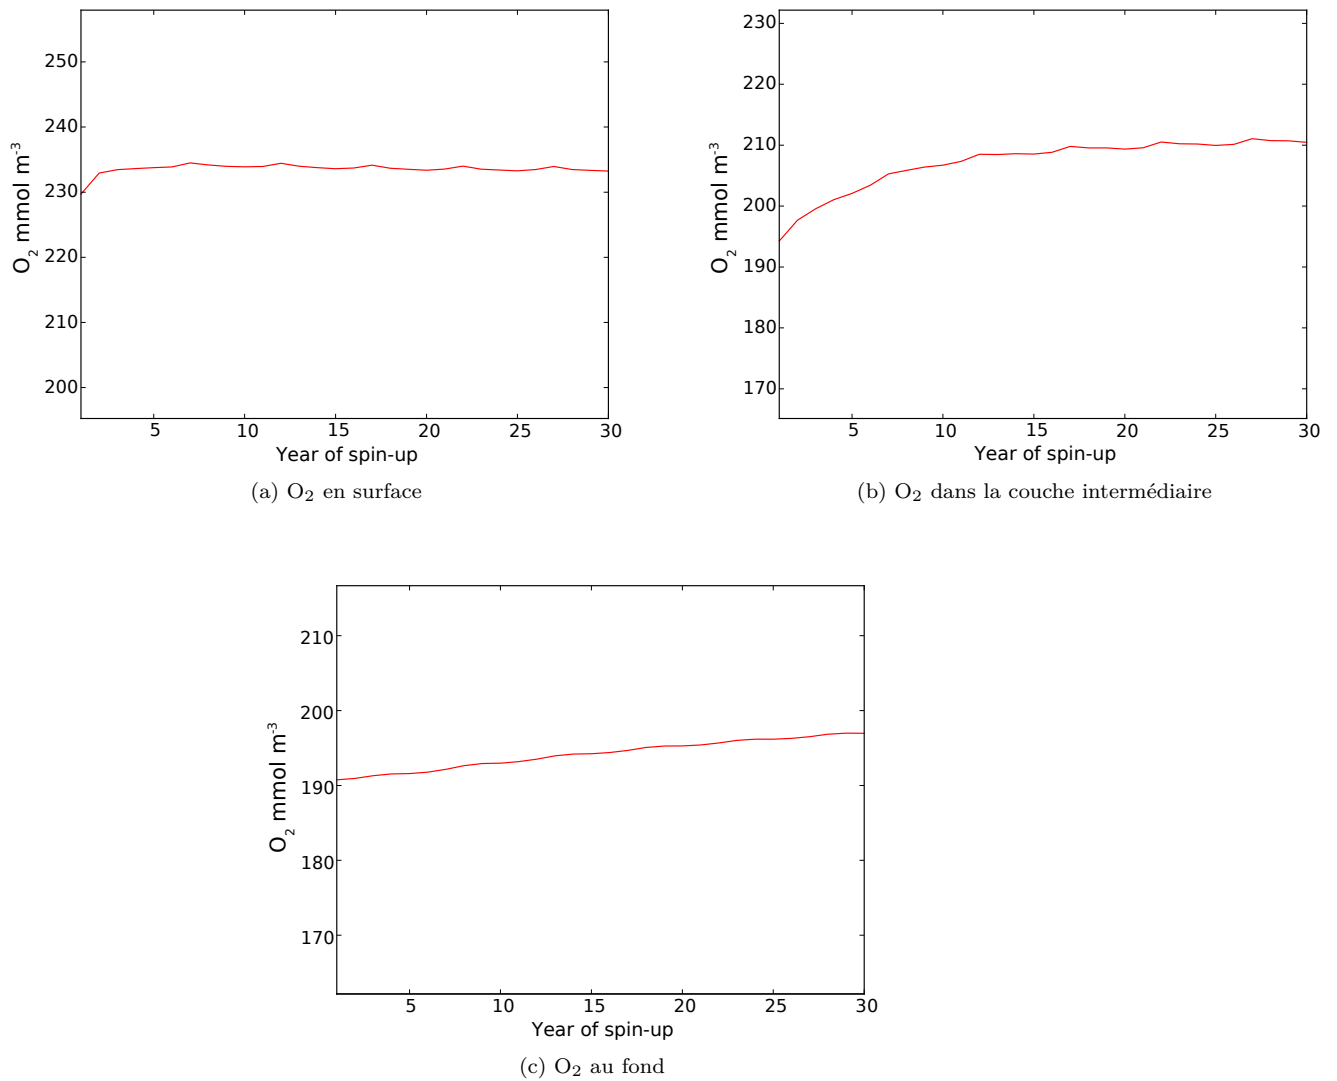 250
240
230
220
210
200
O₂ mmol m⁻³
5 10 15 20 25 30
Year of spin-up
(a) O₂ en surface
230
220
210
200
190
180
170
O₂ mmol m⁻³
5 10 15 20 25 30
Year of spin-up
(b) O₂ dans la couche intermédiaire
210
200
190
180
170
O₂ mmol m⁻³
5 10 15 20 25 30
Year of spin-up
(c) O₂ au fond